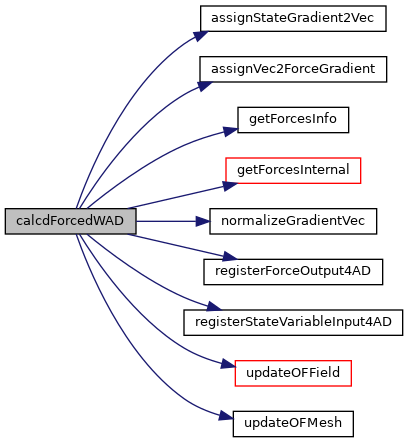 assignStateGradient2Vec
assignVec2ForceGradient
getForcesInfo
getForcesInternal
calcdForcedWAD
normalizeGradientVec
registerForceOutput4AD
registerStateVariableInput4AD
updateOFField
updateOFMesh